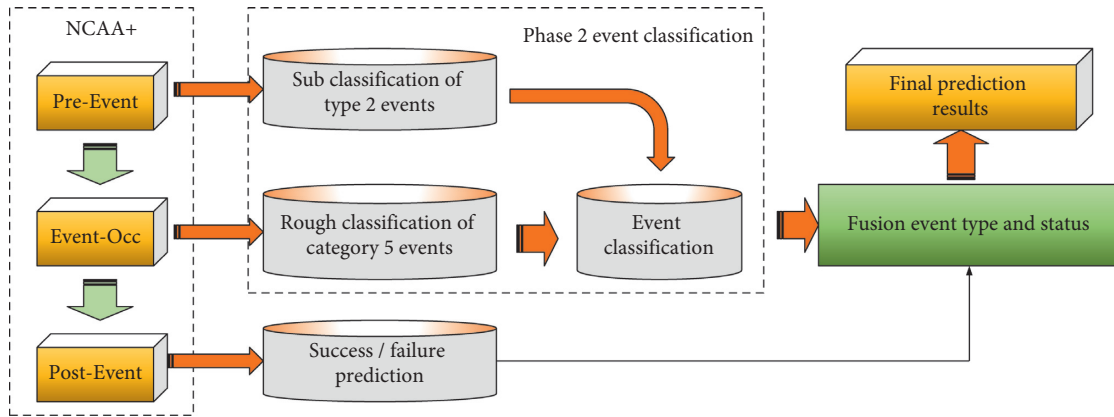 NCAA+
Pre-Event
Event-Occ
Post-Event
Phase 2 event classification
Sub classification of
type 2 events
Rough classification of
category 5 events
Event
classification
Success / failure
prediction
Final prediction
results
Fusion event type and status